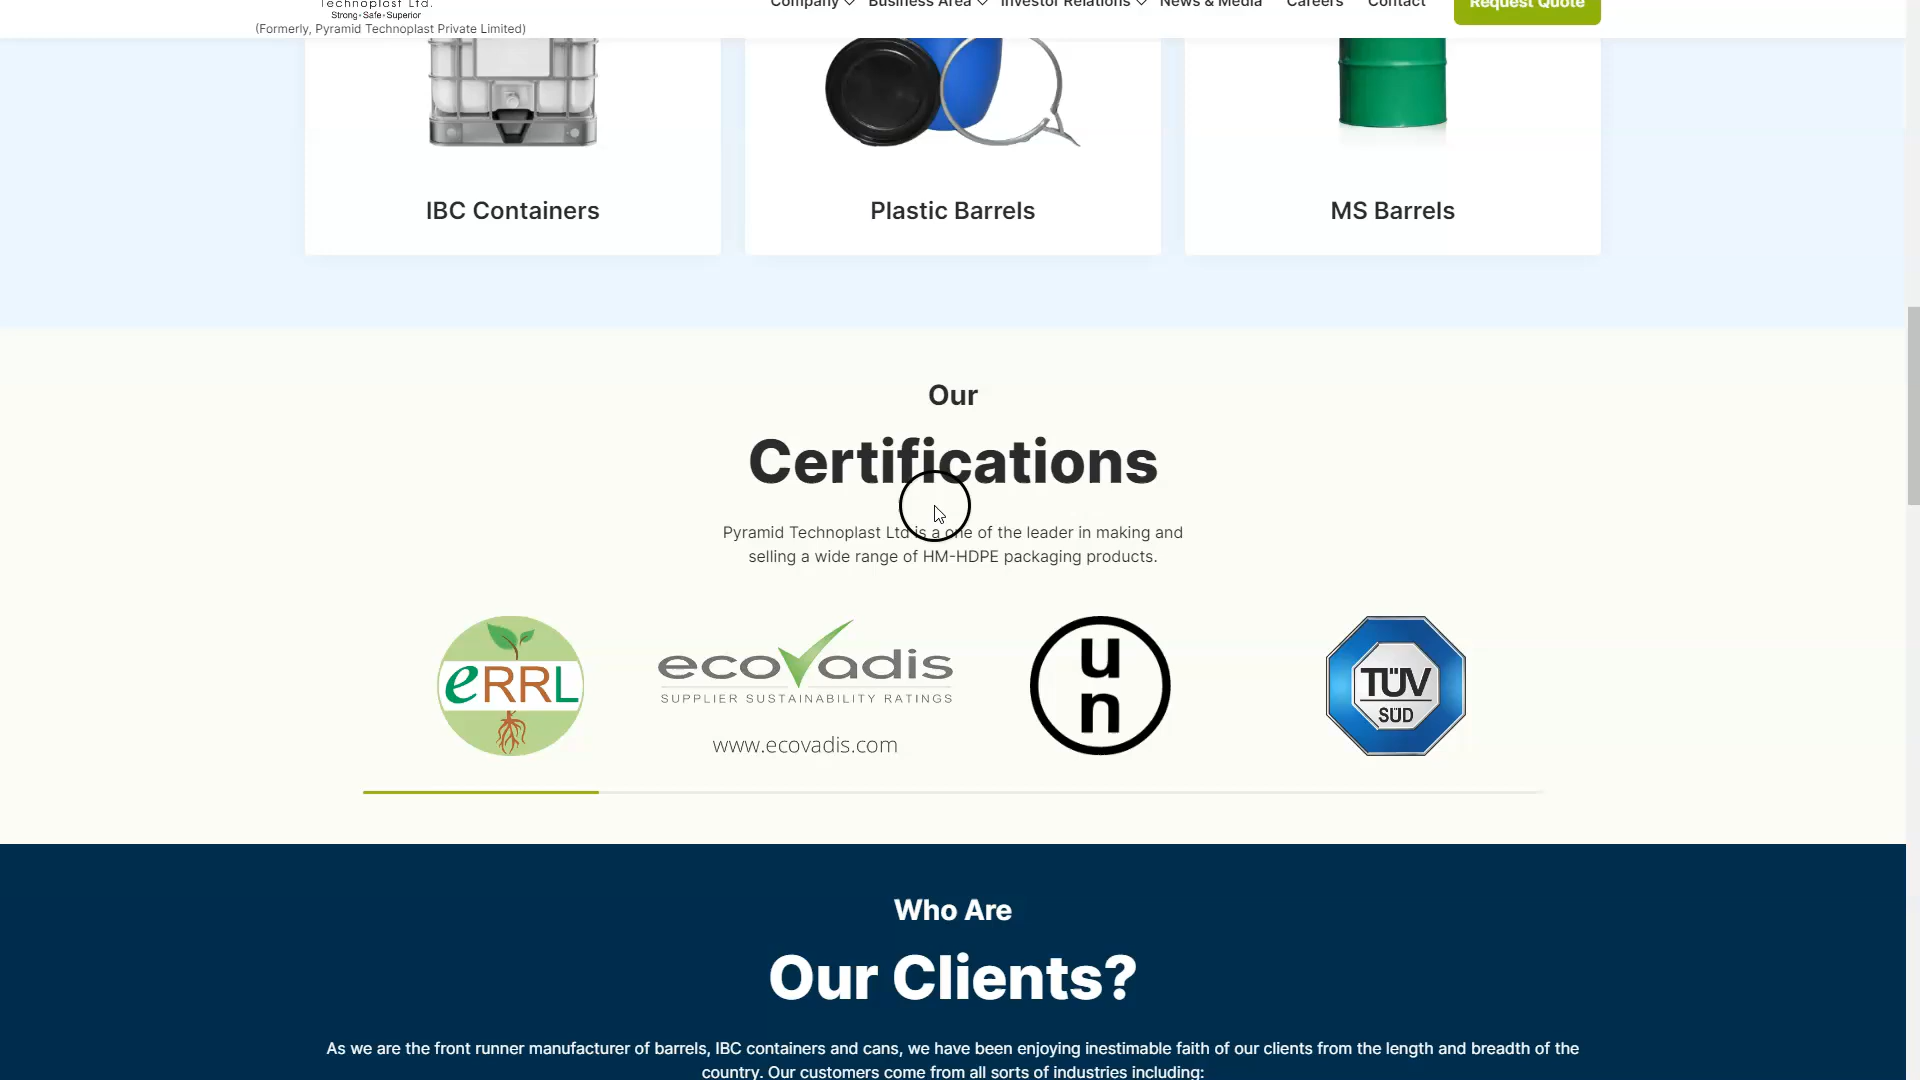 Technoplast Ltd.
Strong•Safe•Superior
(Formerly, Pyramid Technoplast Private Limited)
Company
Business Area
Investor Relations
News & Media
Careers
Contact
Request Quote
IBC Containers
Plastic Barrels
MS Barrels
Our
Certifications
Pyramid Technoplast Ltd is a one of the leader in making and
selling a wide range of HM-HDPE packaging products.
eRRL
ecovadis
SUPPLIER SUSTAINABILITY RATINGS
www.ecovadis.com
u
n
TÜV
SÜD
Who Are
Our Clients?
As we are the front runner manufacturer of barrels, IBC containers and cans, we have been enjoying inestimable faith of our clients from the length and breadth of the
country. Our customers come from all sorts of industries including: